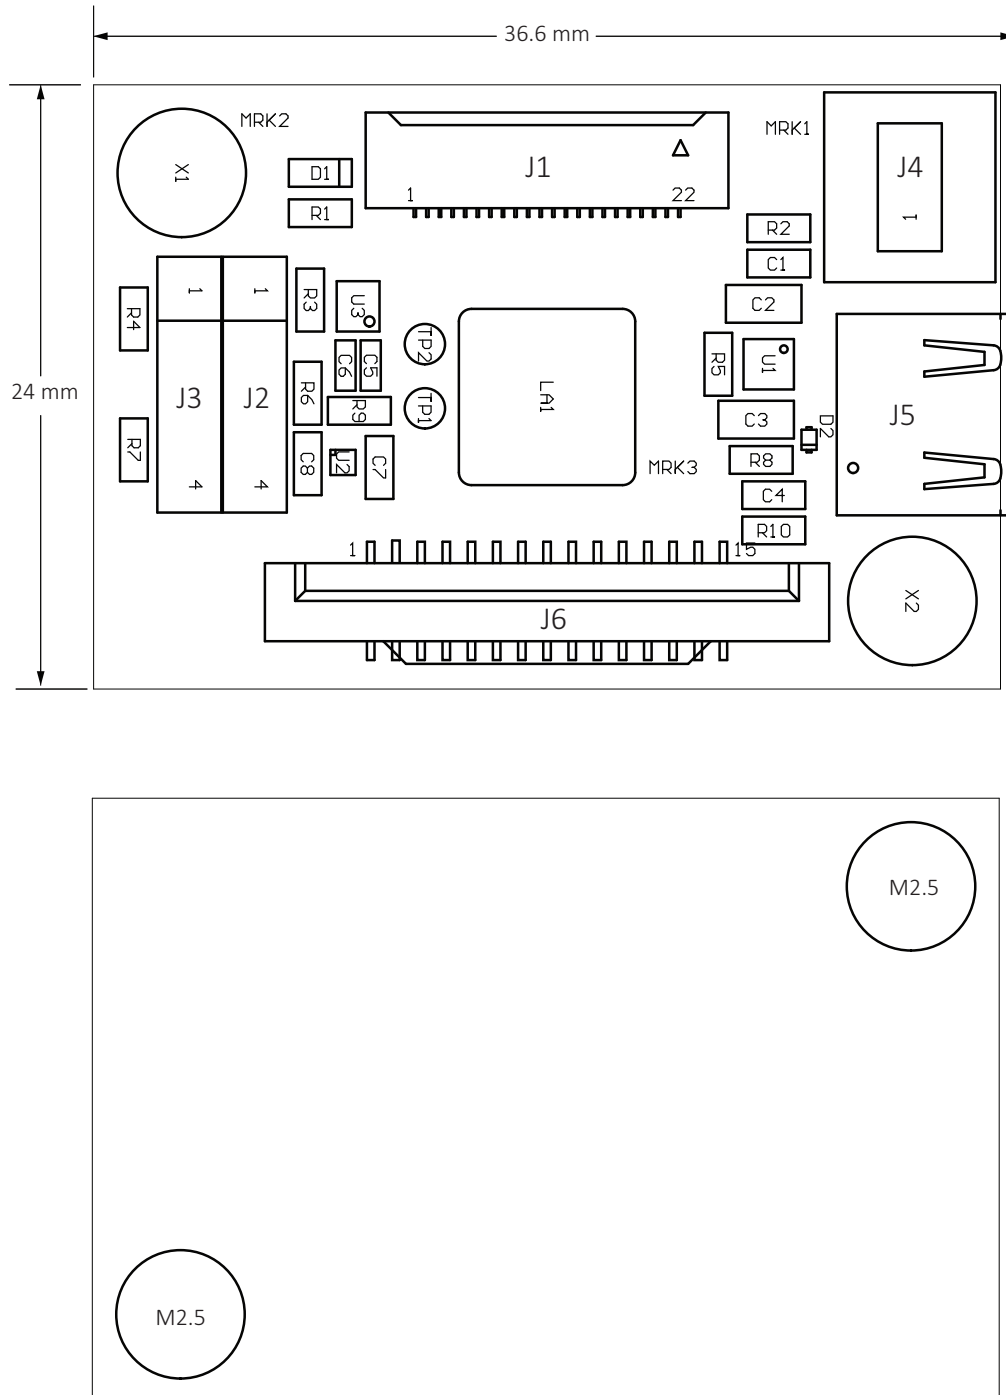 36.6 mm
MRK2
MRK1
X1
D1
J1
J4
R1
1
22
1
R2
C1
R4
1
1
R3
U3
C2
TP2
24 mm
J3
J2
R6
C6
C5
LA1
R5
U1
R9
TP1
C3
D2
J5
R7
4
4
C8
U2
C7
MRK3
R8
C4
R10
1
15
J6
X2
M2.5
M2.5